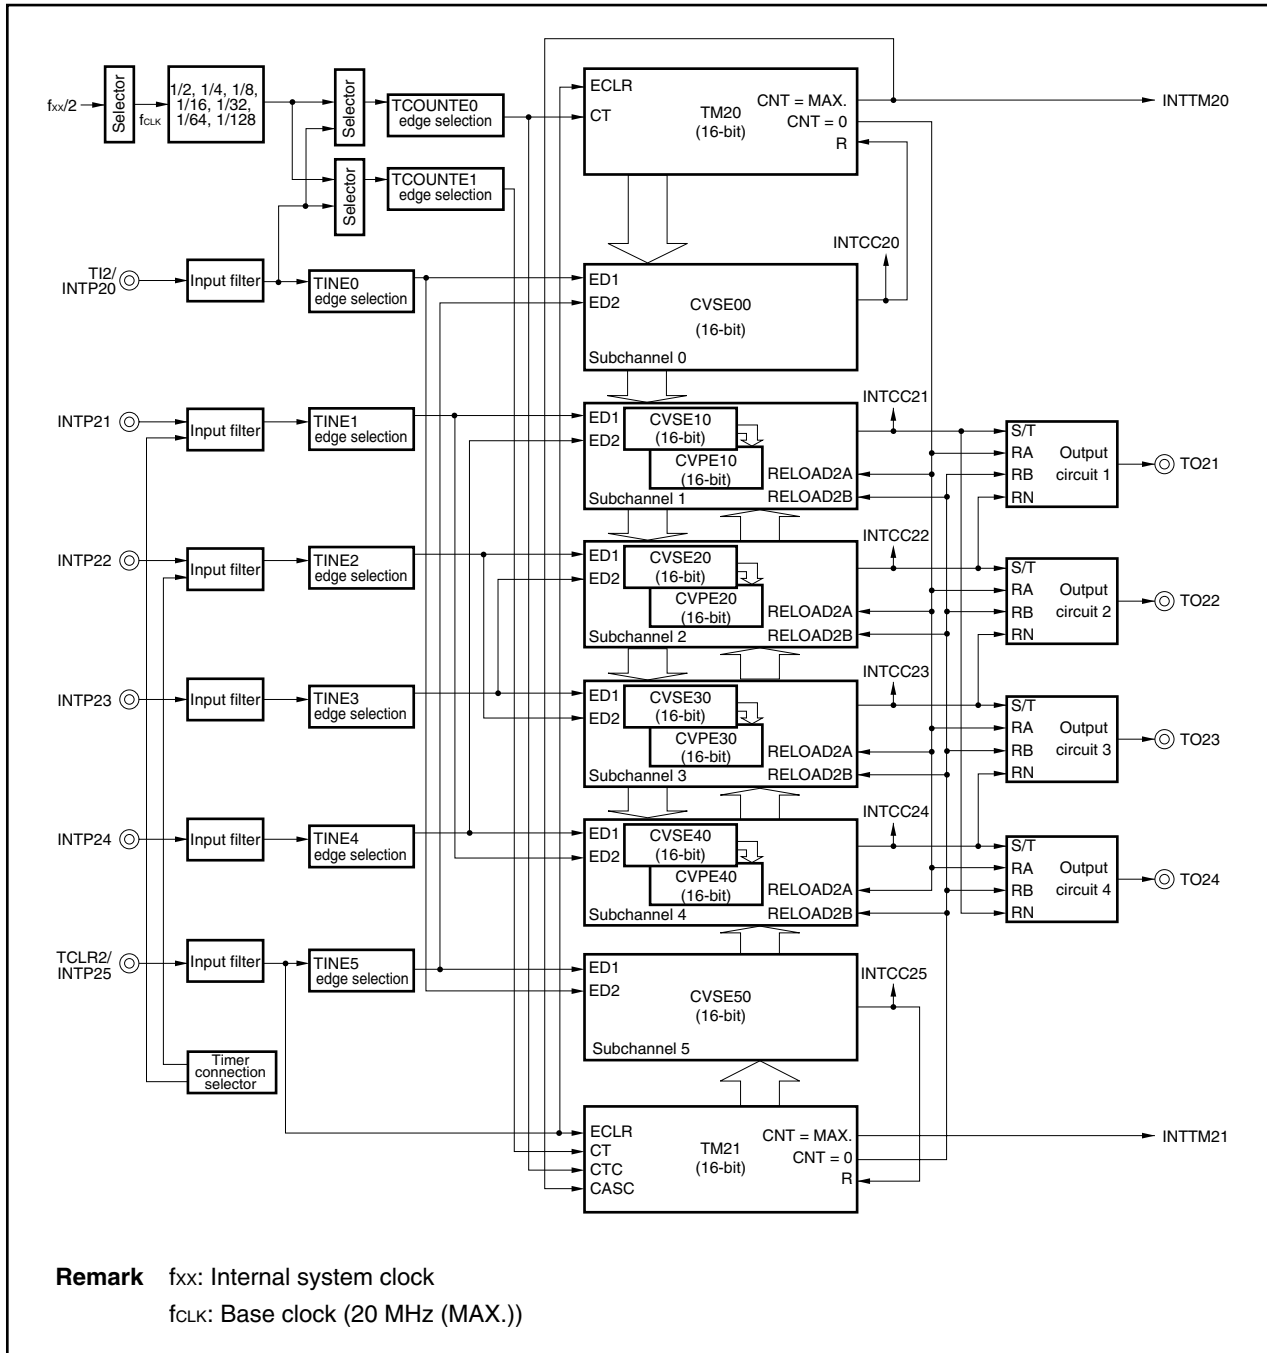 fxx/2
Selector
fCLK
1/2, 1/4, 1/8,
1/16, 1/32,
1/64, 1/128
Selector
TCOUNTE0
edge selection
Selector
TCOUNTE1
edge selection
ECLR
CT
TM20
(16-bit)
CNT = MAX.
CNT = 0
R
INTTM20
TI2/
INTP20
Input filter
TINE0
edge selection
ED1
ED2
CVSE00
(16-bit)
Subchannel 0
INTCC20
INTP21
Input filter
TINE1
edge selection
ED1
ED2
CVSE10
(16-bit)
CVPE10
(16-bit)
Subchannel 1
RELOAD2A
RELOAD2B
INTCC21
S/T
RA
RB
RN
Output
circuit 1
TO21
INTP22
Input filter
TINE2
edge selection
ED1
ED2
CVSE20
(16-bit)
CVPE20
(16-bit)
Subchannel 2
RELOAD2A
RELOAD2B
INTCC22
S/T
RA
RB
RN
Output
circuit 2
TO22
INTP23
Input filter
TINE3
edge selection
ED1
ED2
CVSE30
(16-bit)
CVPE30
(16-bit)
Subchannel 3
RELOAD2A
RELOAD2B
INTCC23
S/T
RA
RB
RN
Output
circuit 3
TO23
INTP24
Input filter
TINE4
edge selection
ED1
ED2
CVSE40
(16-bit)
CVPE40
(16-bit)
Subchannel 4
RELOAD2A
RELOAD2B
INTCC24
S/T
RA
RB
RN
Output
circuit 4
TO24
TCLR2/
INTP25
Input filter
TINE5
edge selection
ED1
ED2
CVSE50
(16-bit)
Subchannel 5
INTCC25
Timer
connection
selector
ECLR
CT
CTC
CASC
TM21
(16-bit)
CNT = MAX.
CNT = 0
R
INTTM21
Remark fxx: Internal system clock
fCLK: Base clock (20 MHz (MAX.))